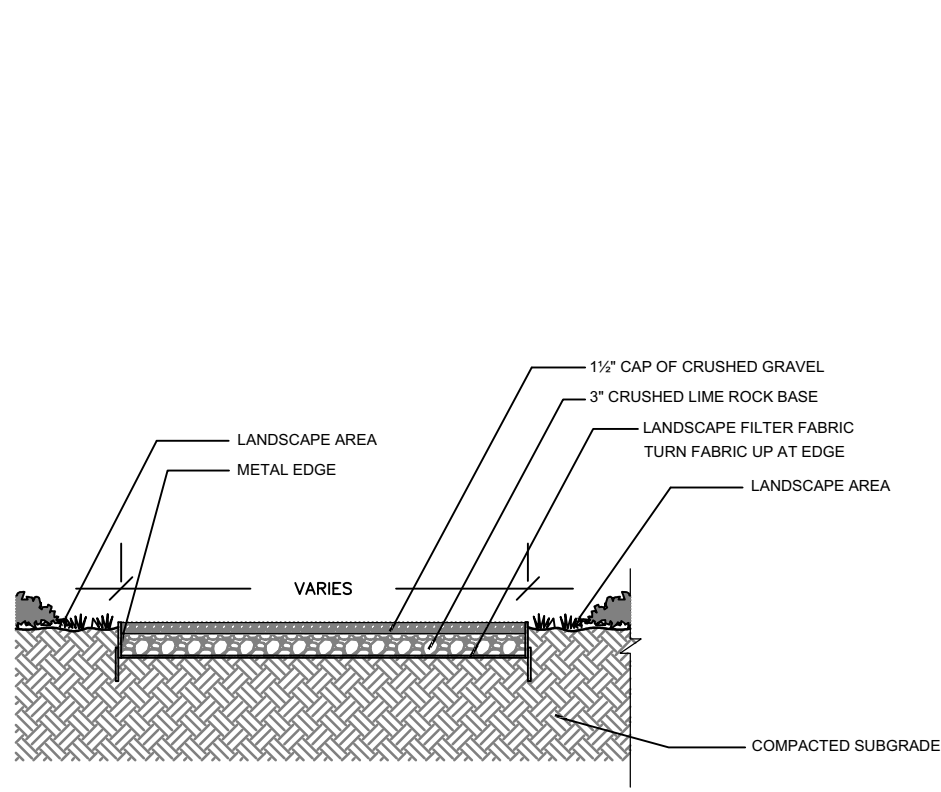 1½" CAP OF CRUSHED GRAVEL
3" CRUSHED LIME ROCK BASE
LANDSCAPE FILTER FABRIC
TURN FABRIC UP AT EDGE
LANDSCAPE AREA
METAL EDGE
LANDSCAPE AREA
VARIES
COMPACTED SUBGRADE